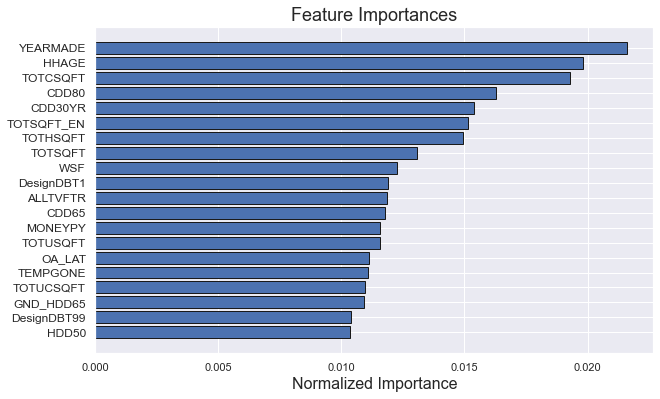 Feature Importances
YEARMADE
HHAGE
TOTCSQFT
CDD80
CDD30YR
TOTSQFT_EN
TOTHSQFT
TOTSQFT
WSF
DesignDBT1
ALLTVFTR
CDD65
MONEYPY
TOTUSQFT
OA_LAT
TEMPGONE
TOTUCSQFT
GND_HDD65
DesignDBT99
HDD50
0.000 0.005 0.010 0.015 0.020
Normalized Importance